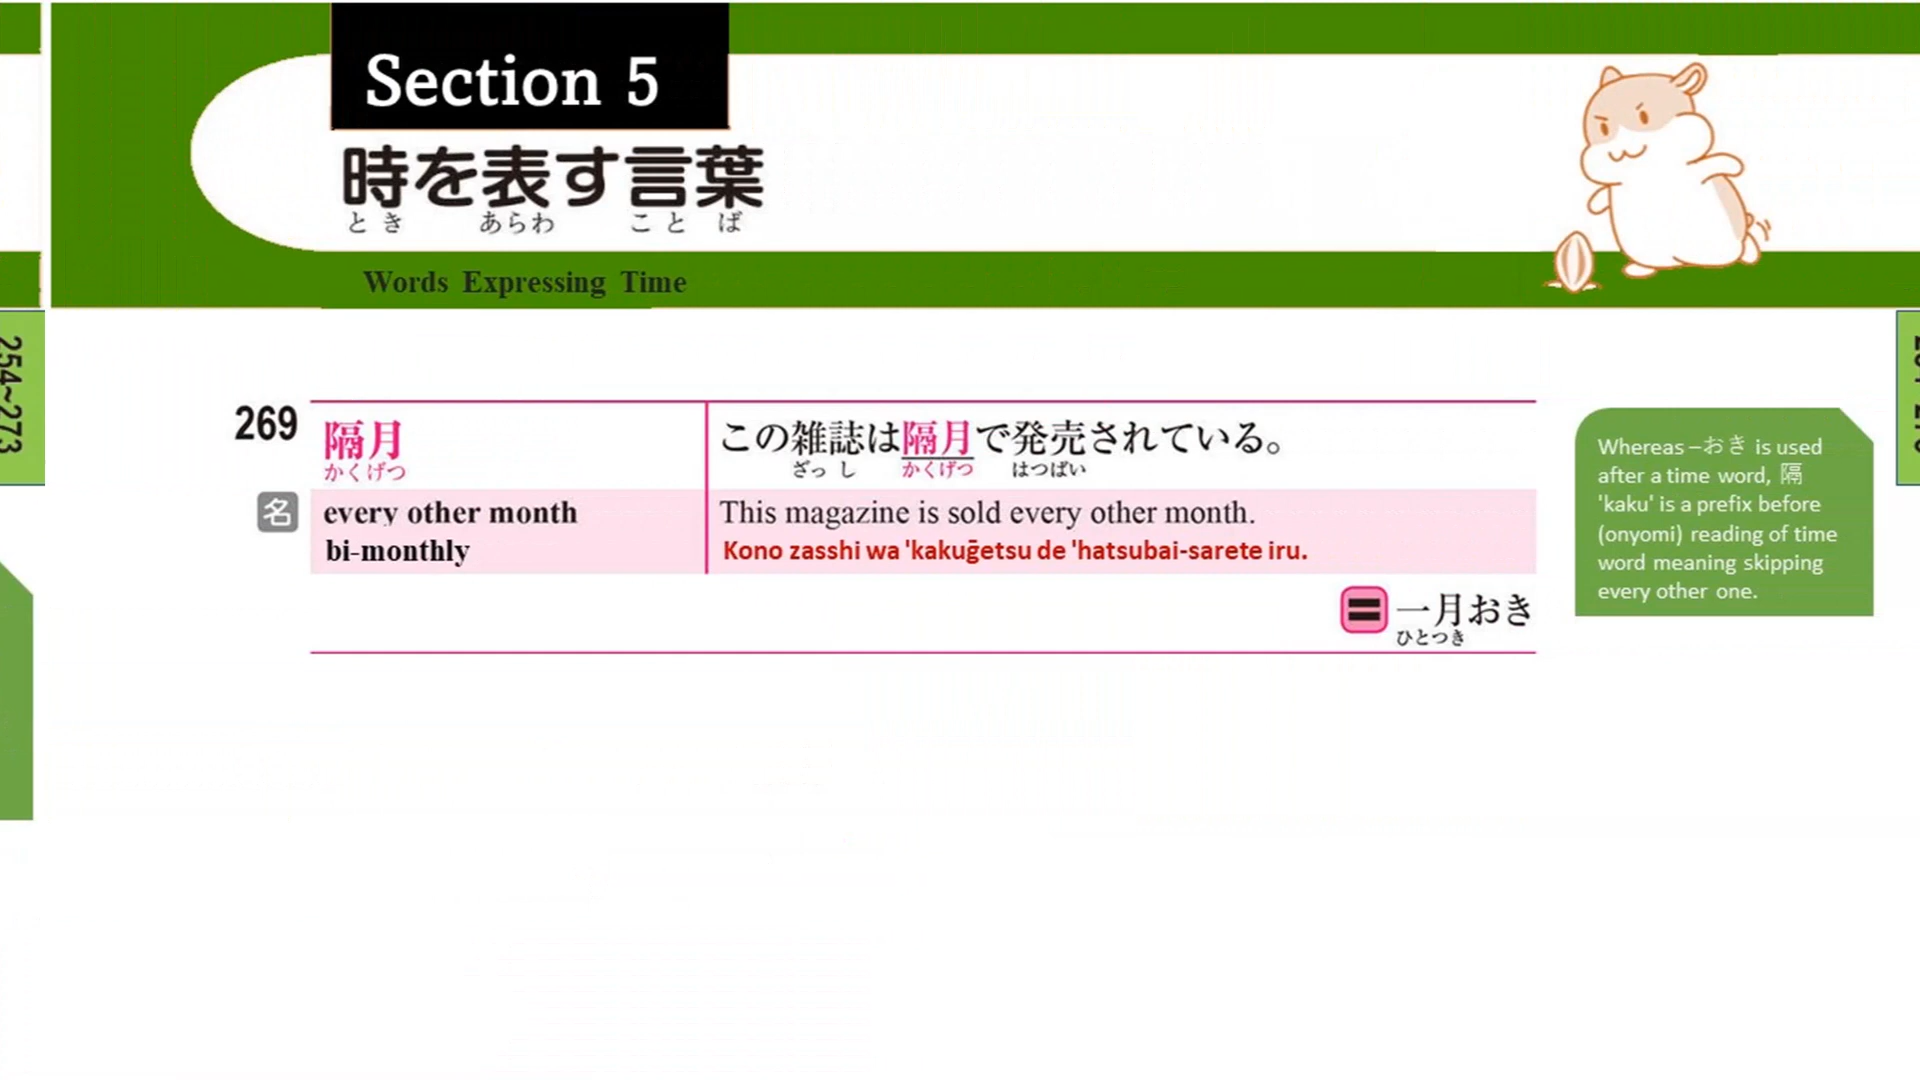 Section 5
時を表す言葉
とき あらわ ことば
Words Expressing Time
254~273
269
隔月
かくげつ
名
every other month
bi-monthly
この雑誌は隔月で発売されている。
ざっし かくげつ はつばい
This magazine is sold every other month.
Kono zasshi wa 'kakuḡetsu de 'hatsubai-sarete iru.
= 一月おき
ひとつき
Whereas –おき is used
after a time word, 隔
'kaku' is a prefix before
(onyomi) reading of time
word meaning skipping
every other one.